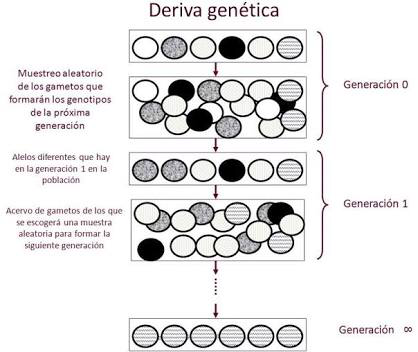 Deriva genética
Generación 0
Muestreo aleatorio
de los gametos que
formarán los genotipos
de la próxima
generación
Alelos diferentes que hay
en la generación 1 en la
población
Generación 1
Acervo de gametos de los que
se escogerá una muestra
aleatoria para formar la
siguiente generación
Generación ∞